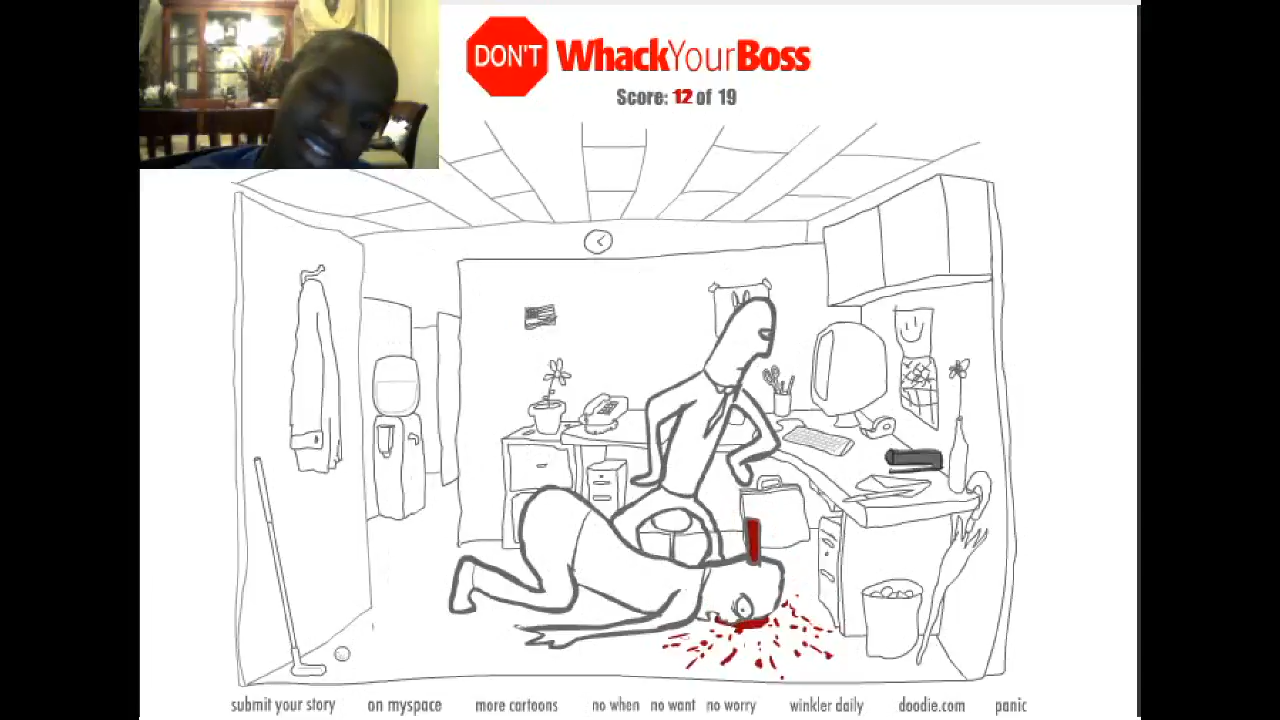 DON'T WhackYourBoss
Score: 12 of 19
submit your story on myspace more cartoons no when no want no worry winkler daily doodie.com panic